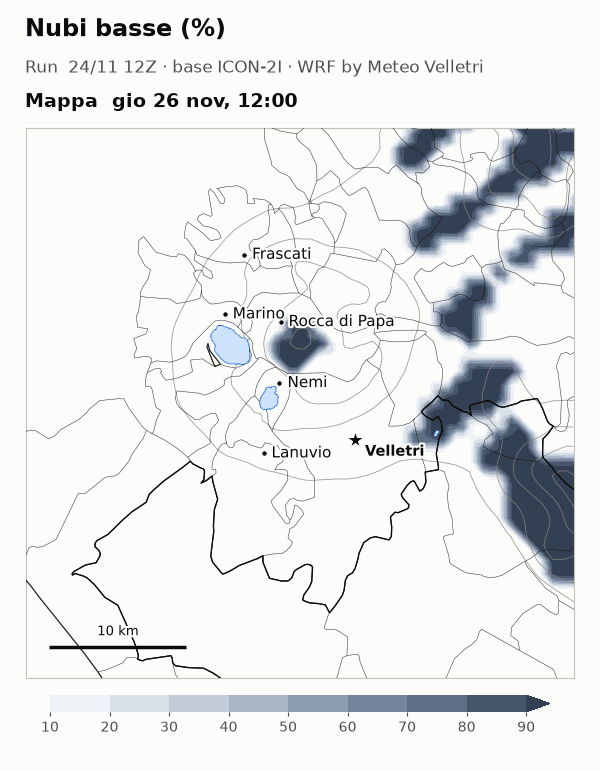 Nubi basse (%)
Run 24/11 12Z · base ICON-2I · WRF by Meteo Velletri
Mappa gio 26 nov, 12:00
Frascati
Marino
Rocca di Papa
Nemi
Velletri
Lanuvio
10 km
10 20 30 40 50 60 70 80 90